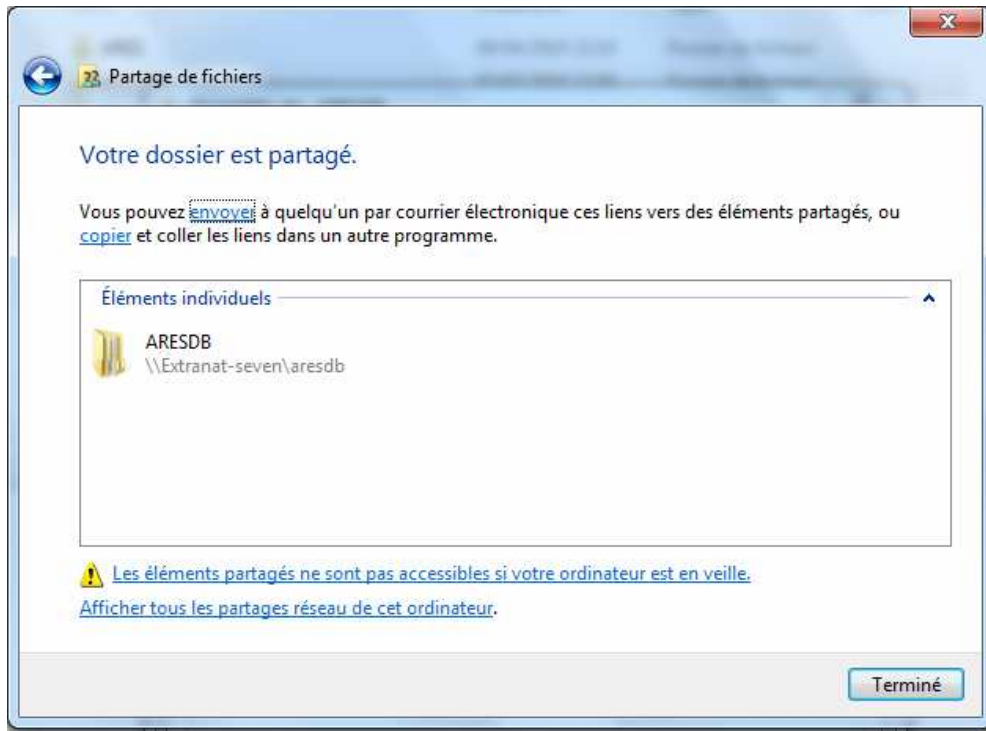 Partage de fichiers
Votre dossier est partagé.
Vous pouvez envoyer à quelqu'un par courrier électronique ces liens vers des éléments partagés, ou
copier et coller les liens dans un autre programme.
Éléments individuels
ARESDB
\\Extranat-seven\aresdb
Les éléments partagés ne sont pas accessibles si votre ordinateur est en veille.
Afficher tous les partages réseau de cet ordinateur.
Terminé